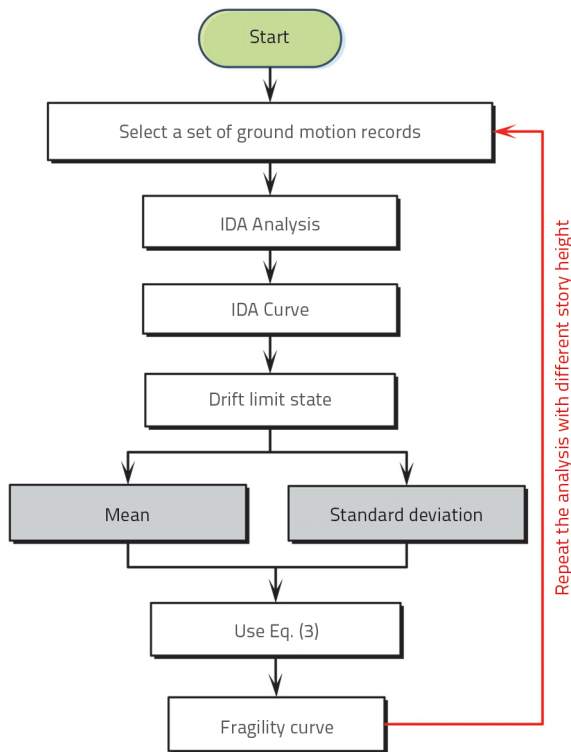 Start
Select a set of ground motion records
IDA Analysis
IDA Curve
Drift limit state
Mean
Standard deviation
Use Eq. (3)
Fragility curve
Repeat the analysis with different story height